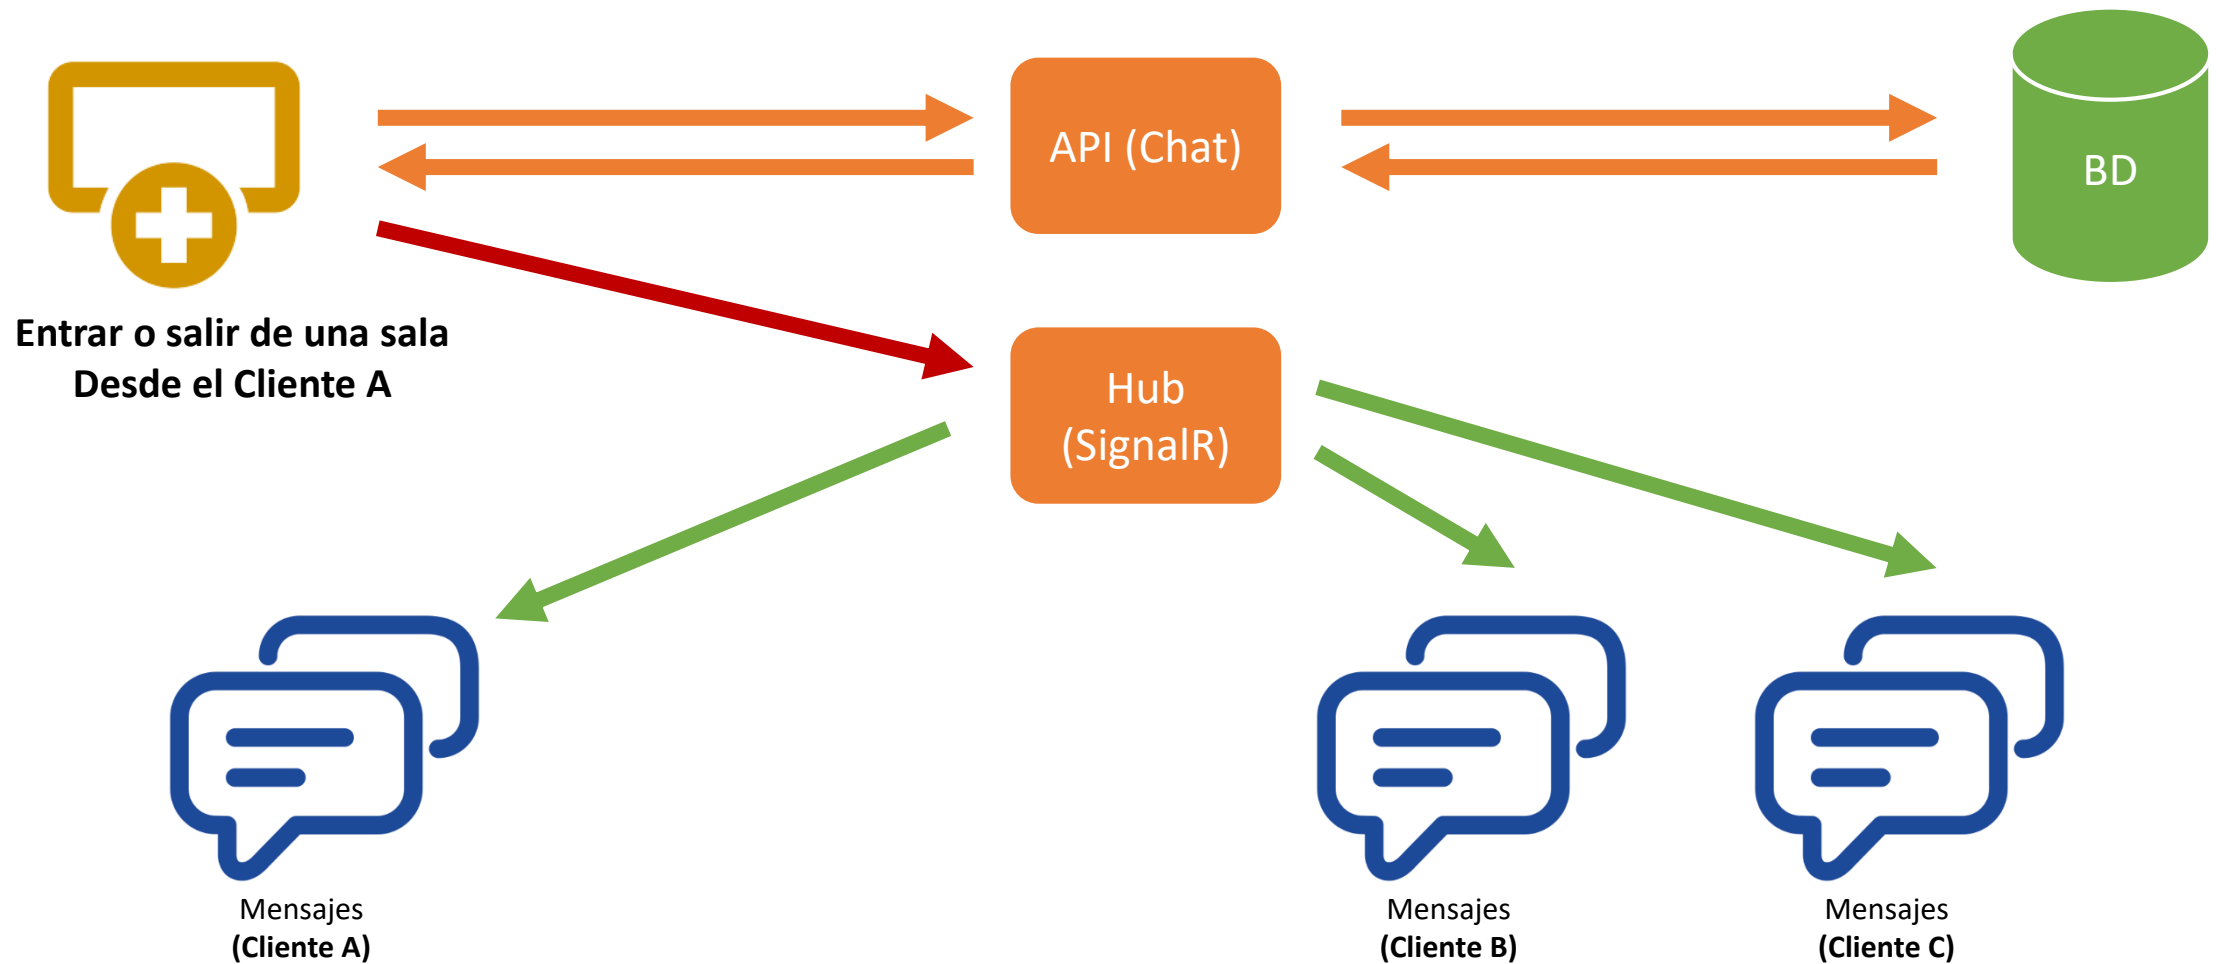 API (Chat)
BD
Entrar o salir de una sala
Desde el Cliente A
Hub
(SignalR)
Mensajes
(Cliente A)
Mensajes
(Cliente B)
Mensajes
(Cliente C)